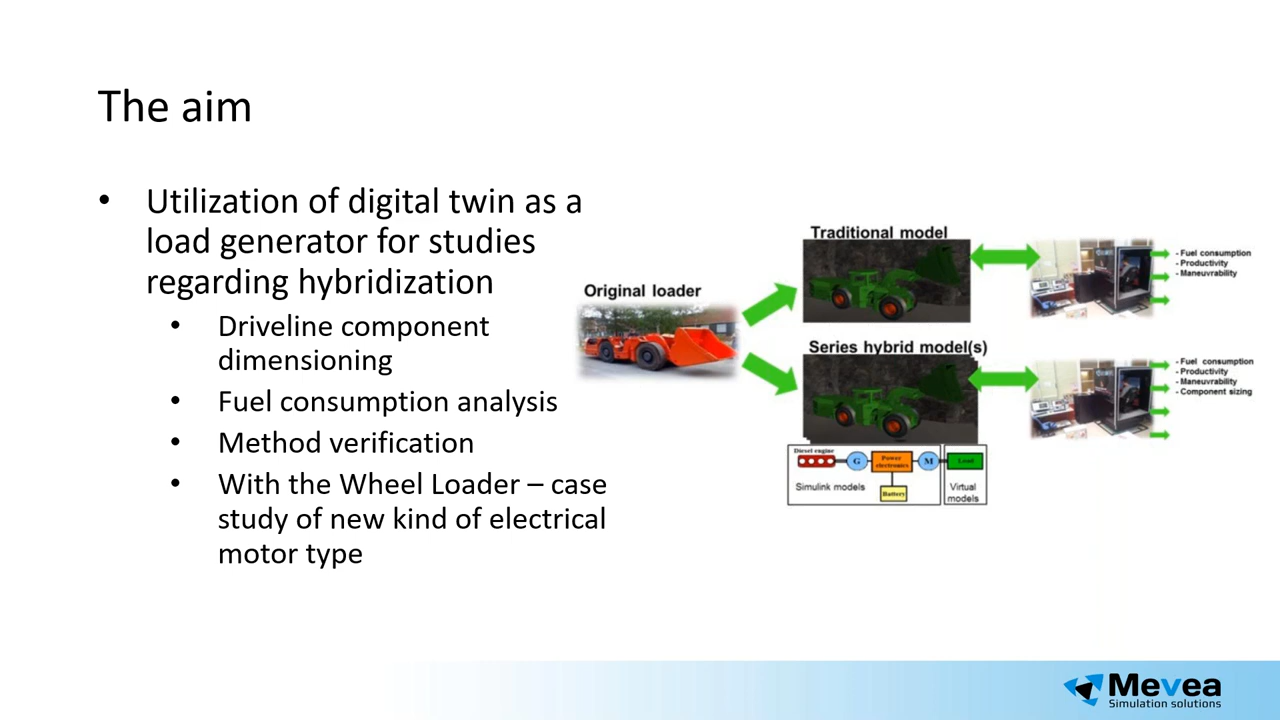 The aim
• Utilization of digital twin as a
load generator for studies
regarding hybridization
• Driveline component
dimensioning
• Fuel consumption analysis
• Method verification
• With the Wheel Loader – case
study of new kind of electrical
motor type
Original loader
Traditional model
- Fuel consumption
- Productivity
- Maneuvrability
Series hybrid model(s)
- Fuel consumption
- Productivity
- Maneuvrability
- Component sizing
Diesel engine
G
Power
electronics
M
Load
Simulink models
Battery
Virtual
models
Mevea
Simulation solutions